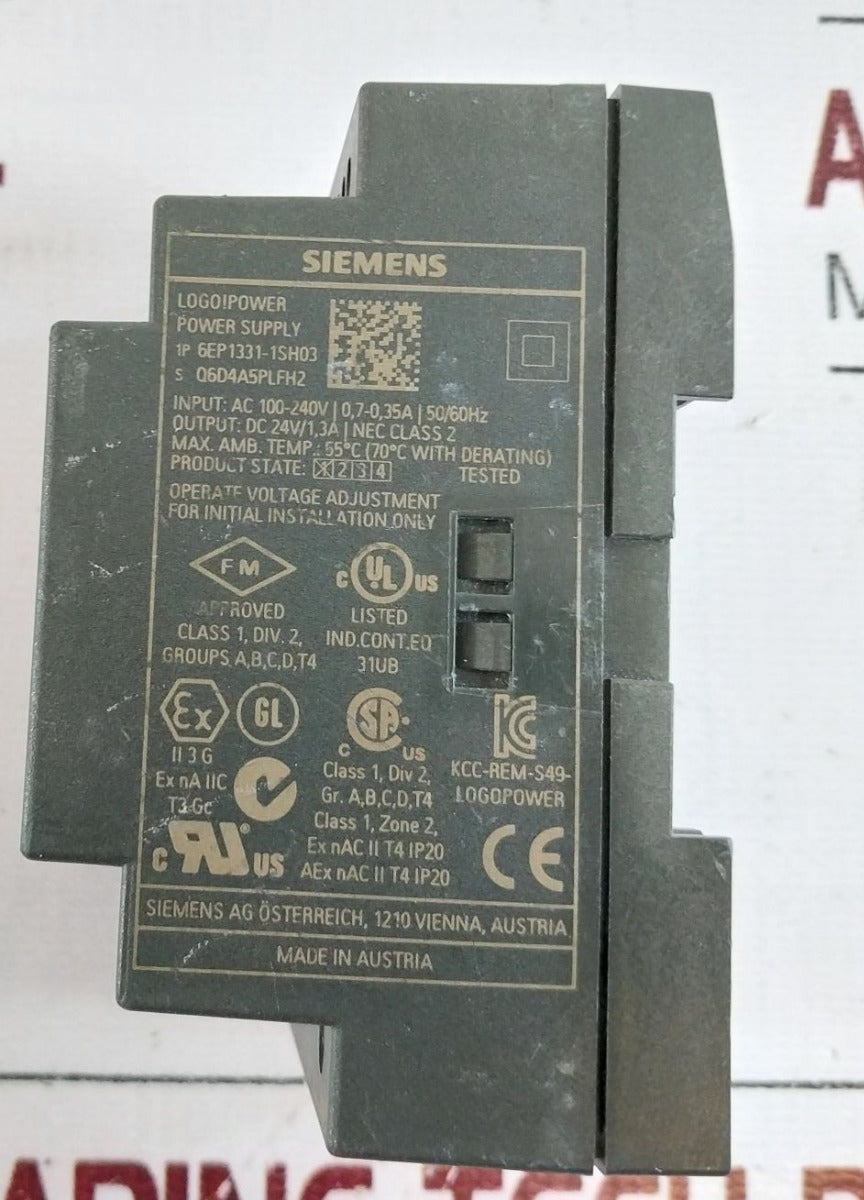 SIEMENS
LOGO!POWER
POWER SUPPLY
1P 6EP1331-1SH03
S Q6D4A5PLFH2
INPUT: AC 100-240V | 0,7-0,35A | 50/60Hz
OUTPUT: DC 24V/1,3A | NEC CLASS 2
MAX. AMB. TEMP.: 55°C (70°C WITH DERATING)
PRODUCT STATE: X 2 3 4 TESTED
OPERATE VOLTAGE ADJUSTMENT
FOR INITIAL INSTALLATION ONLY
FM
APPROVED
CLASS 1, DIV. 2,
GROUPS A,B,C,D,T4
C UL US
LISTED
IND.CONT.EQ
31UB
Ex
II 3 G
Ex nA IIC
T3 Gc
GL
C RU US
C SA US
Class 1, Div 2,
Gr. A,B,C,D,T4
Class 1, Zone 2,
Ex nAC II T4 IP20
AEx nAC II T4 IP20
KC
KCC-REM-S49-
LOGOPOWER
CE
SIEMENS AG ÖSTERREICH, 1210 VIENNA, AUSTRIA
MADE IN AUSTRIA
A
M